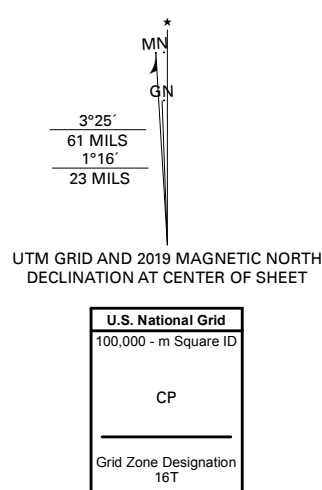 MN
GN
3°25´
61 MILS
1°16´
23 MILS
UTM GRID AND 2019 MAGNETIC NORTH
DECLINATION AT CENTER OF SHEET
U.S. National Grid
100,000 - m Square ID
CP
Grid Zone Designation
16T